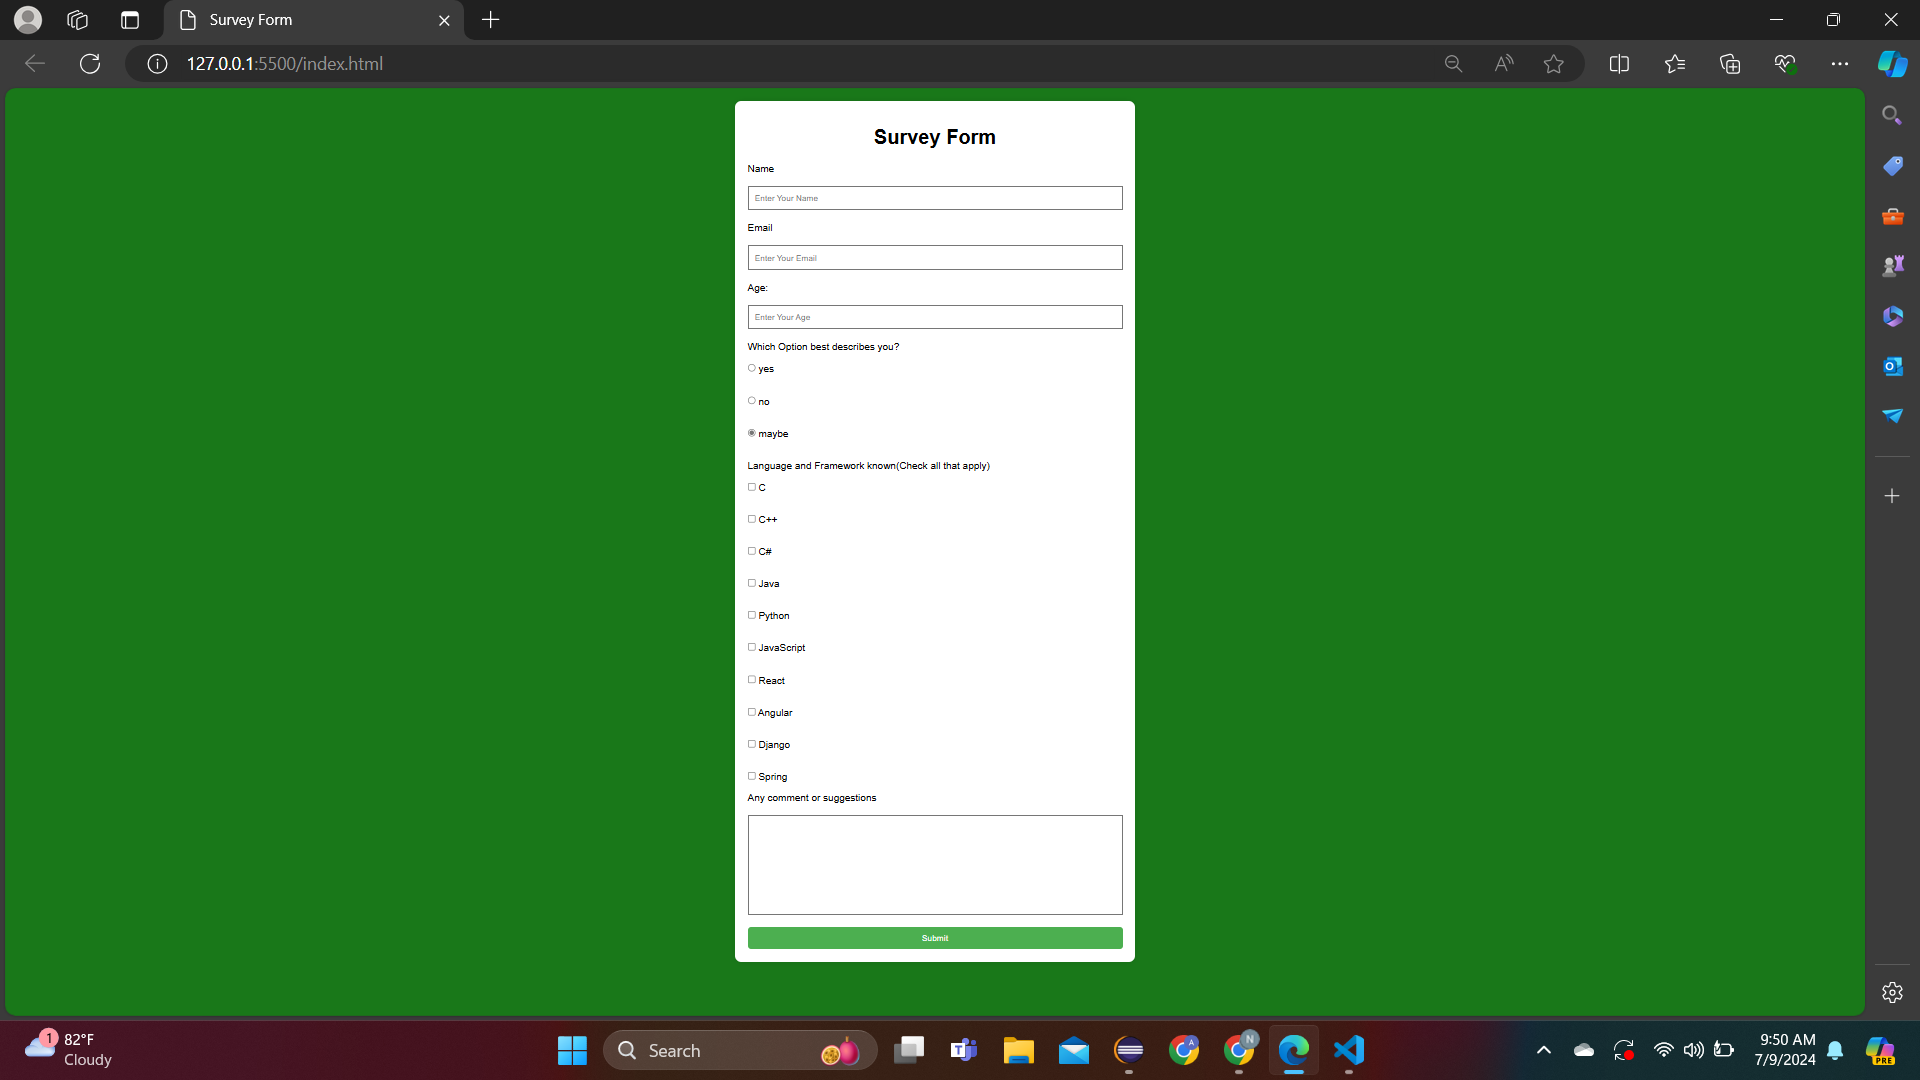 Survey Form
127.0.0.1:5500/index.html
Survey Form
Name
Enter Your Name
Email
Enter Your Email
Age:
Enter Your Age
Which Option best describes you?
yes
no
maybe
Language and Framework known(Check all that apply)
C
C++
C#
Java
Python
JavaScript
React
Angular
Django
Spring
Any comment or suggestions
Submit
1
82°F
Cloudy
Search
A
N
9:50 AM
7/9/2024
PRE